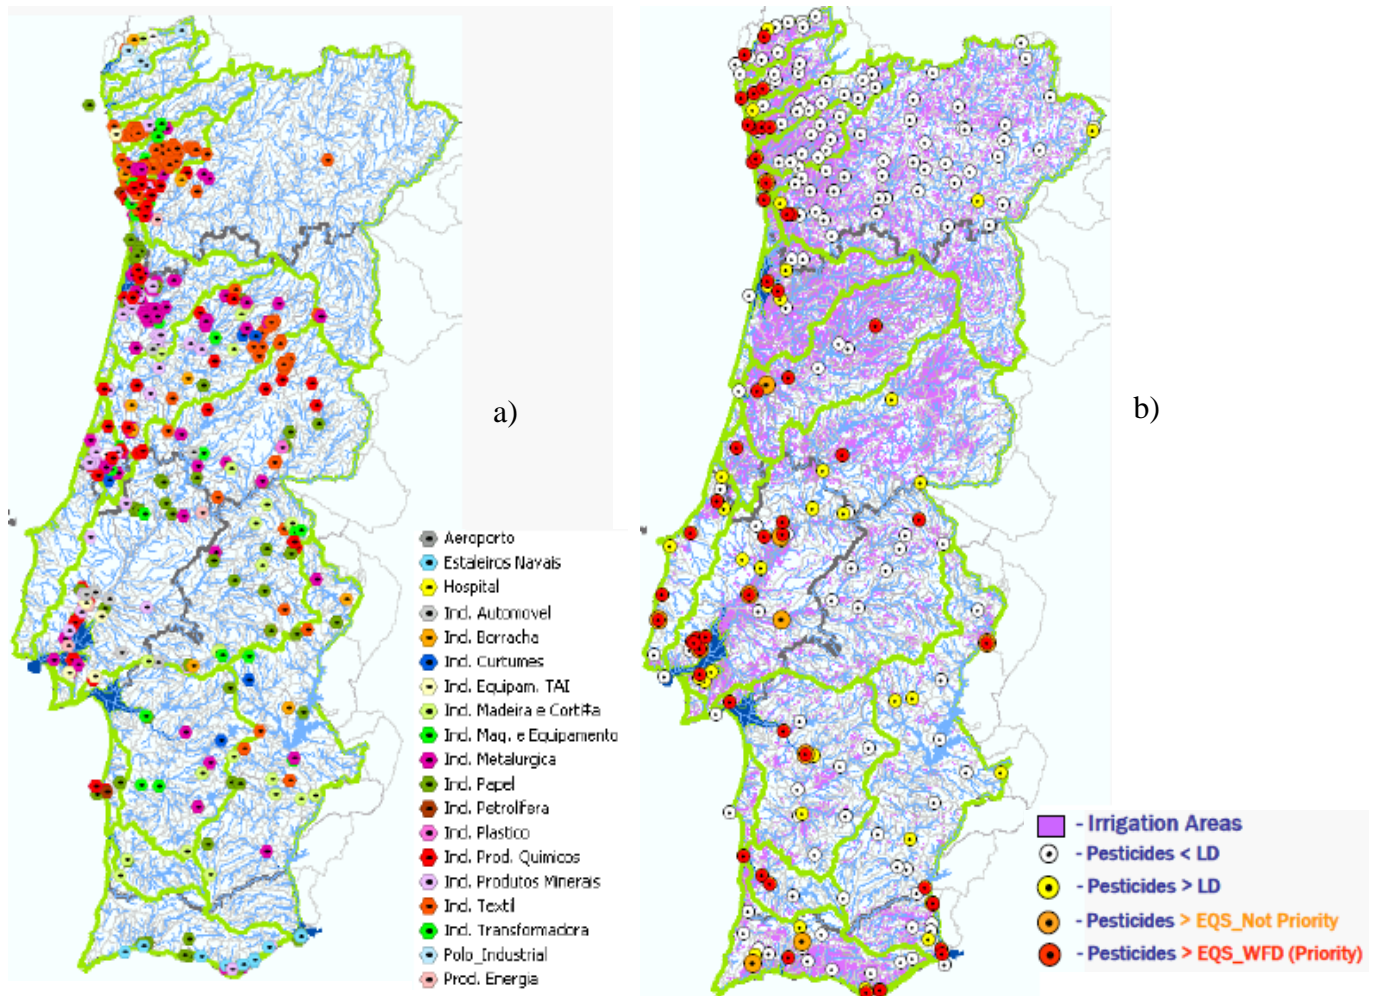 a)
b)
Aeroporto
Estaleiros Navais
Hospital
Ind. Automovel
Ind. Borracha
Ind. Curtumes
Ind. Equipam. TAI
Ind. Madeira e Corti#a
Ind. Maq. e Equipamento
Ind. Metalurgica
Ind. Papel
Ind. Petrolifera
Ind. Plastico
Ind. Prod. Quimicos
Ind. Produtos Minerais
Ind. Textil
Ind. Transformadora
Polo_Industrial
Prod. Energia
- Irrigation Areas
- Pesticides < LD
- Pesticides > LD
- Pesticides > EQS_Not Priority
- Pesticides > EQS_WFD (Priority)